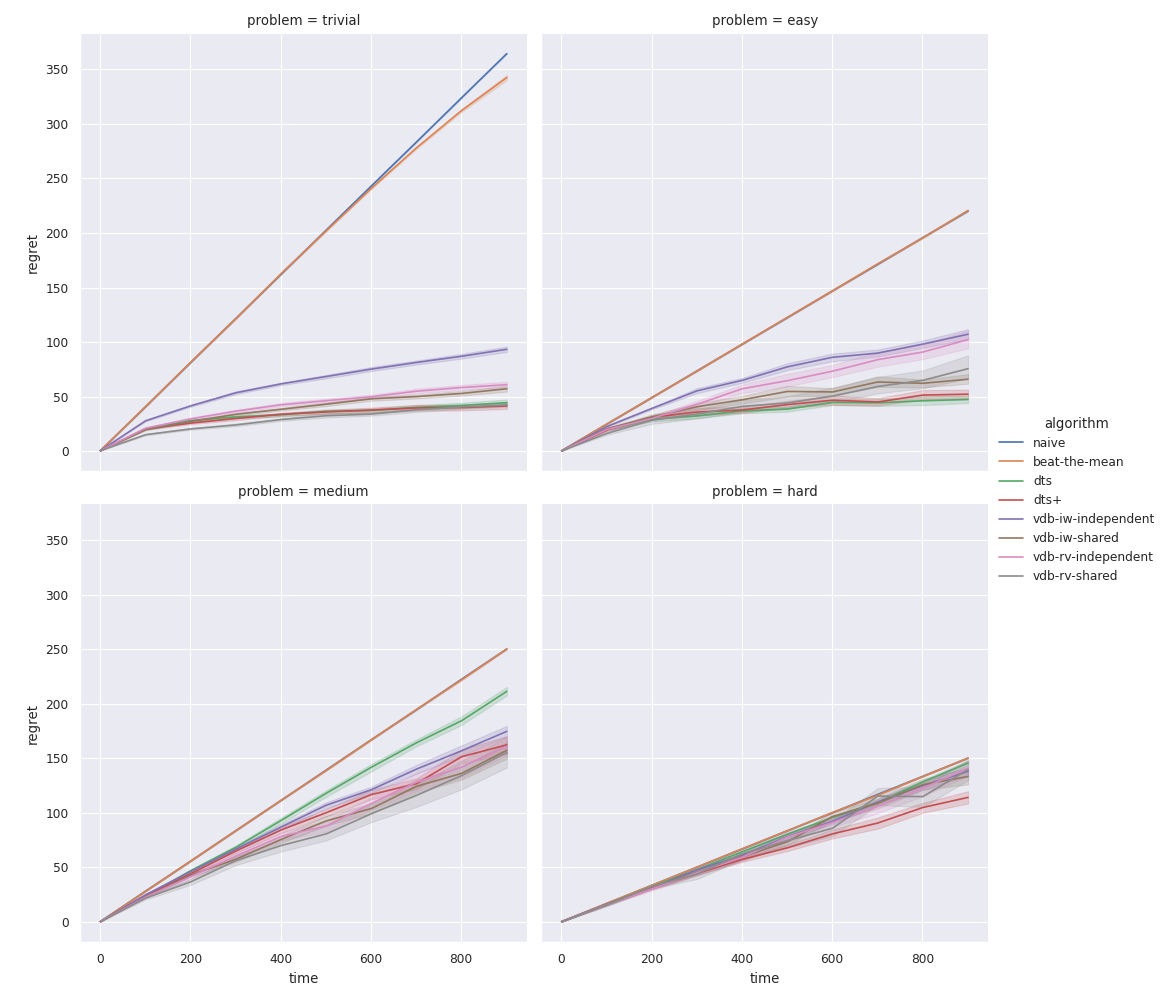 problem = trivial
problem = easy
350
300
250
200
150
100
50
0
regret
problem = medium
problem = hard
350
300
250
200
150
100
50
0
regret
0 200 400 600 800
0 200 400 600 800
time
time
algorithm
naive
beat-the-mean
dts
dts+
vdb-iw-independent
vdb-iw-shared
vdb-rv-independent
vdb-rv-shared